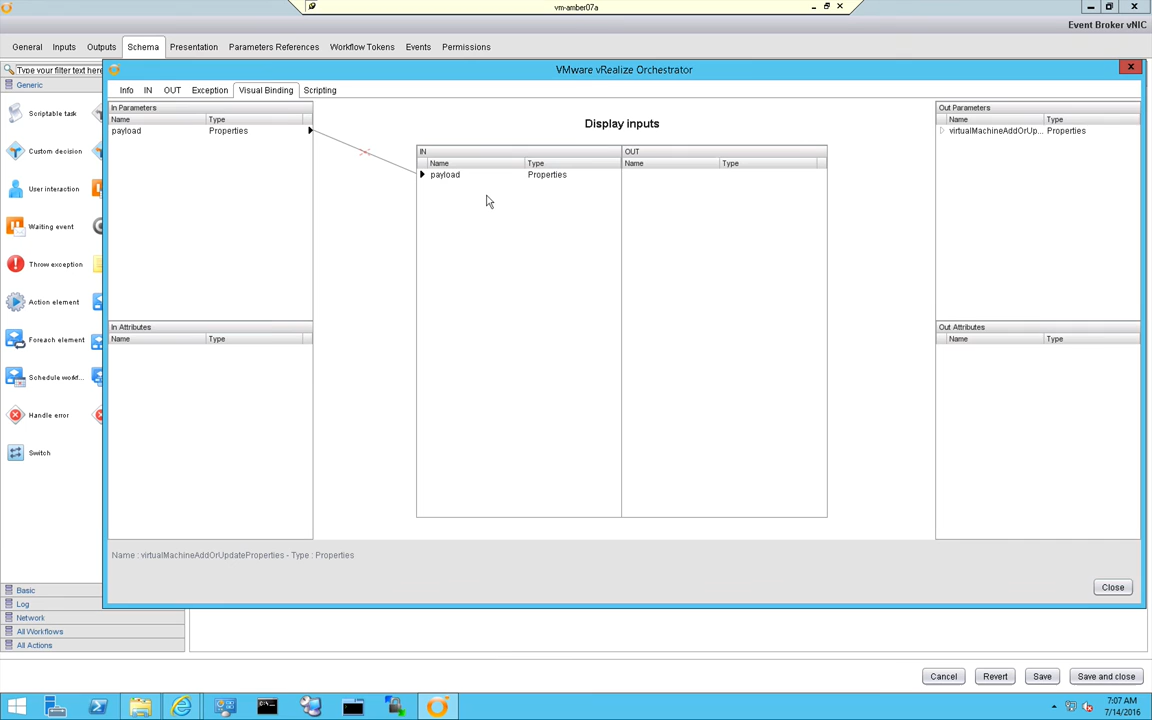 vm-amber07a
Event Broker vNIC
General Inputs Outputs Schema Presentation Parameters References Workflow Tokens Events Permissions
Type your filter text here
Generic
Scriptable task
Custom decision
User interaction
Waiting event
Throw exception
Action element
Foreach element
Schedule workf...
Handle error
Switch
Basic
Log
Network
All Workflows
All Actions
VMware vRealize Orchestrator
Info IN OUT Exception Visual Binding Scripting
In Parameters
Name Type
payload Properties
In Attributes
Name Type
Display inputs
IN OUT
Name Type Name Type
payload Properties
Out Parameters
Name Type
virtualMachineAddOrUp... Properties
Out Attributes
Name Type
Name : virtualMachineAddOrUpdateProperties - Type : Properties
Close
Cancel Revert Save Save and close
7:07 AM
7/14/2016